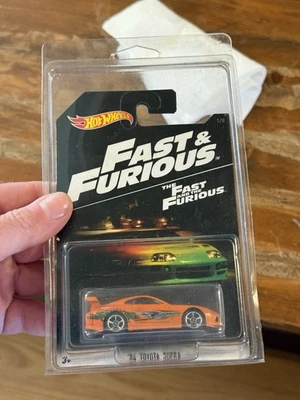 Hot Wheels
1/8
FAST &
FURIOUS
THE FAST
AND THE
FURIOUS
'94 TOYOTA SUPRA
3+